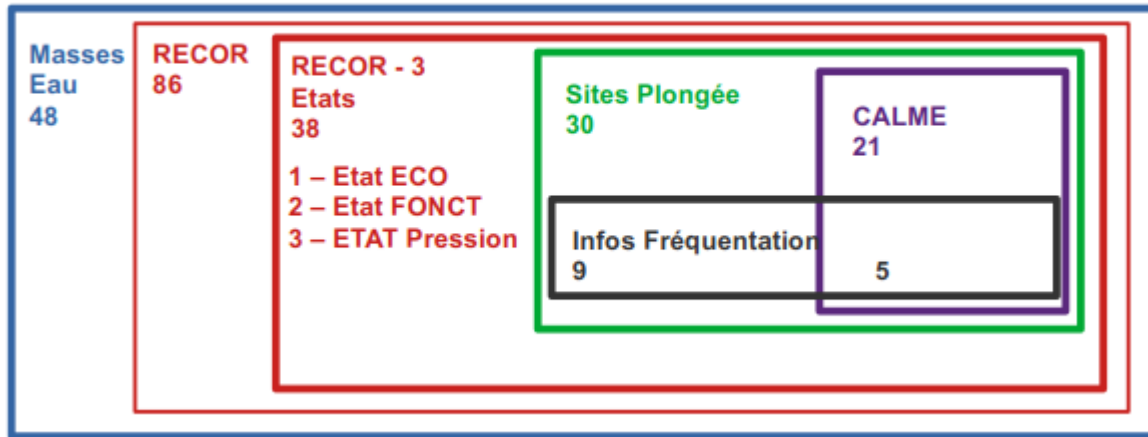 Masses
Eau
48
RECOR
86
RECOR - 3
Etats
38
1 – Etat ECO
2 – Etat FONCT
3 – ETAT Pression
Sites Plongée
30
CALME
21
Infos Fréquentation
9
5